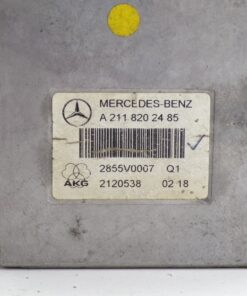 MERCEDES-BENZ
A 211 820 24 85
2855V0007 Q1
AKG
2120538 02 18